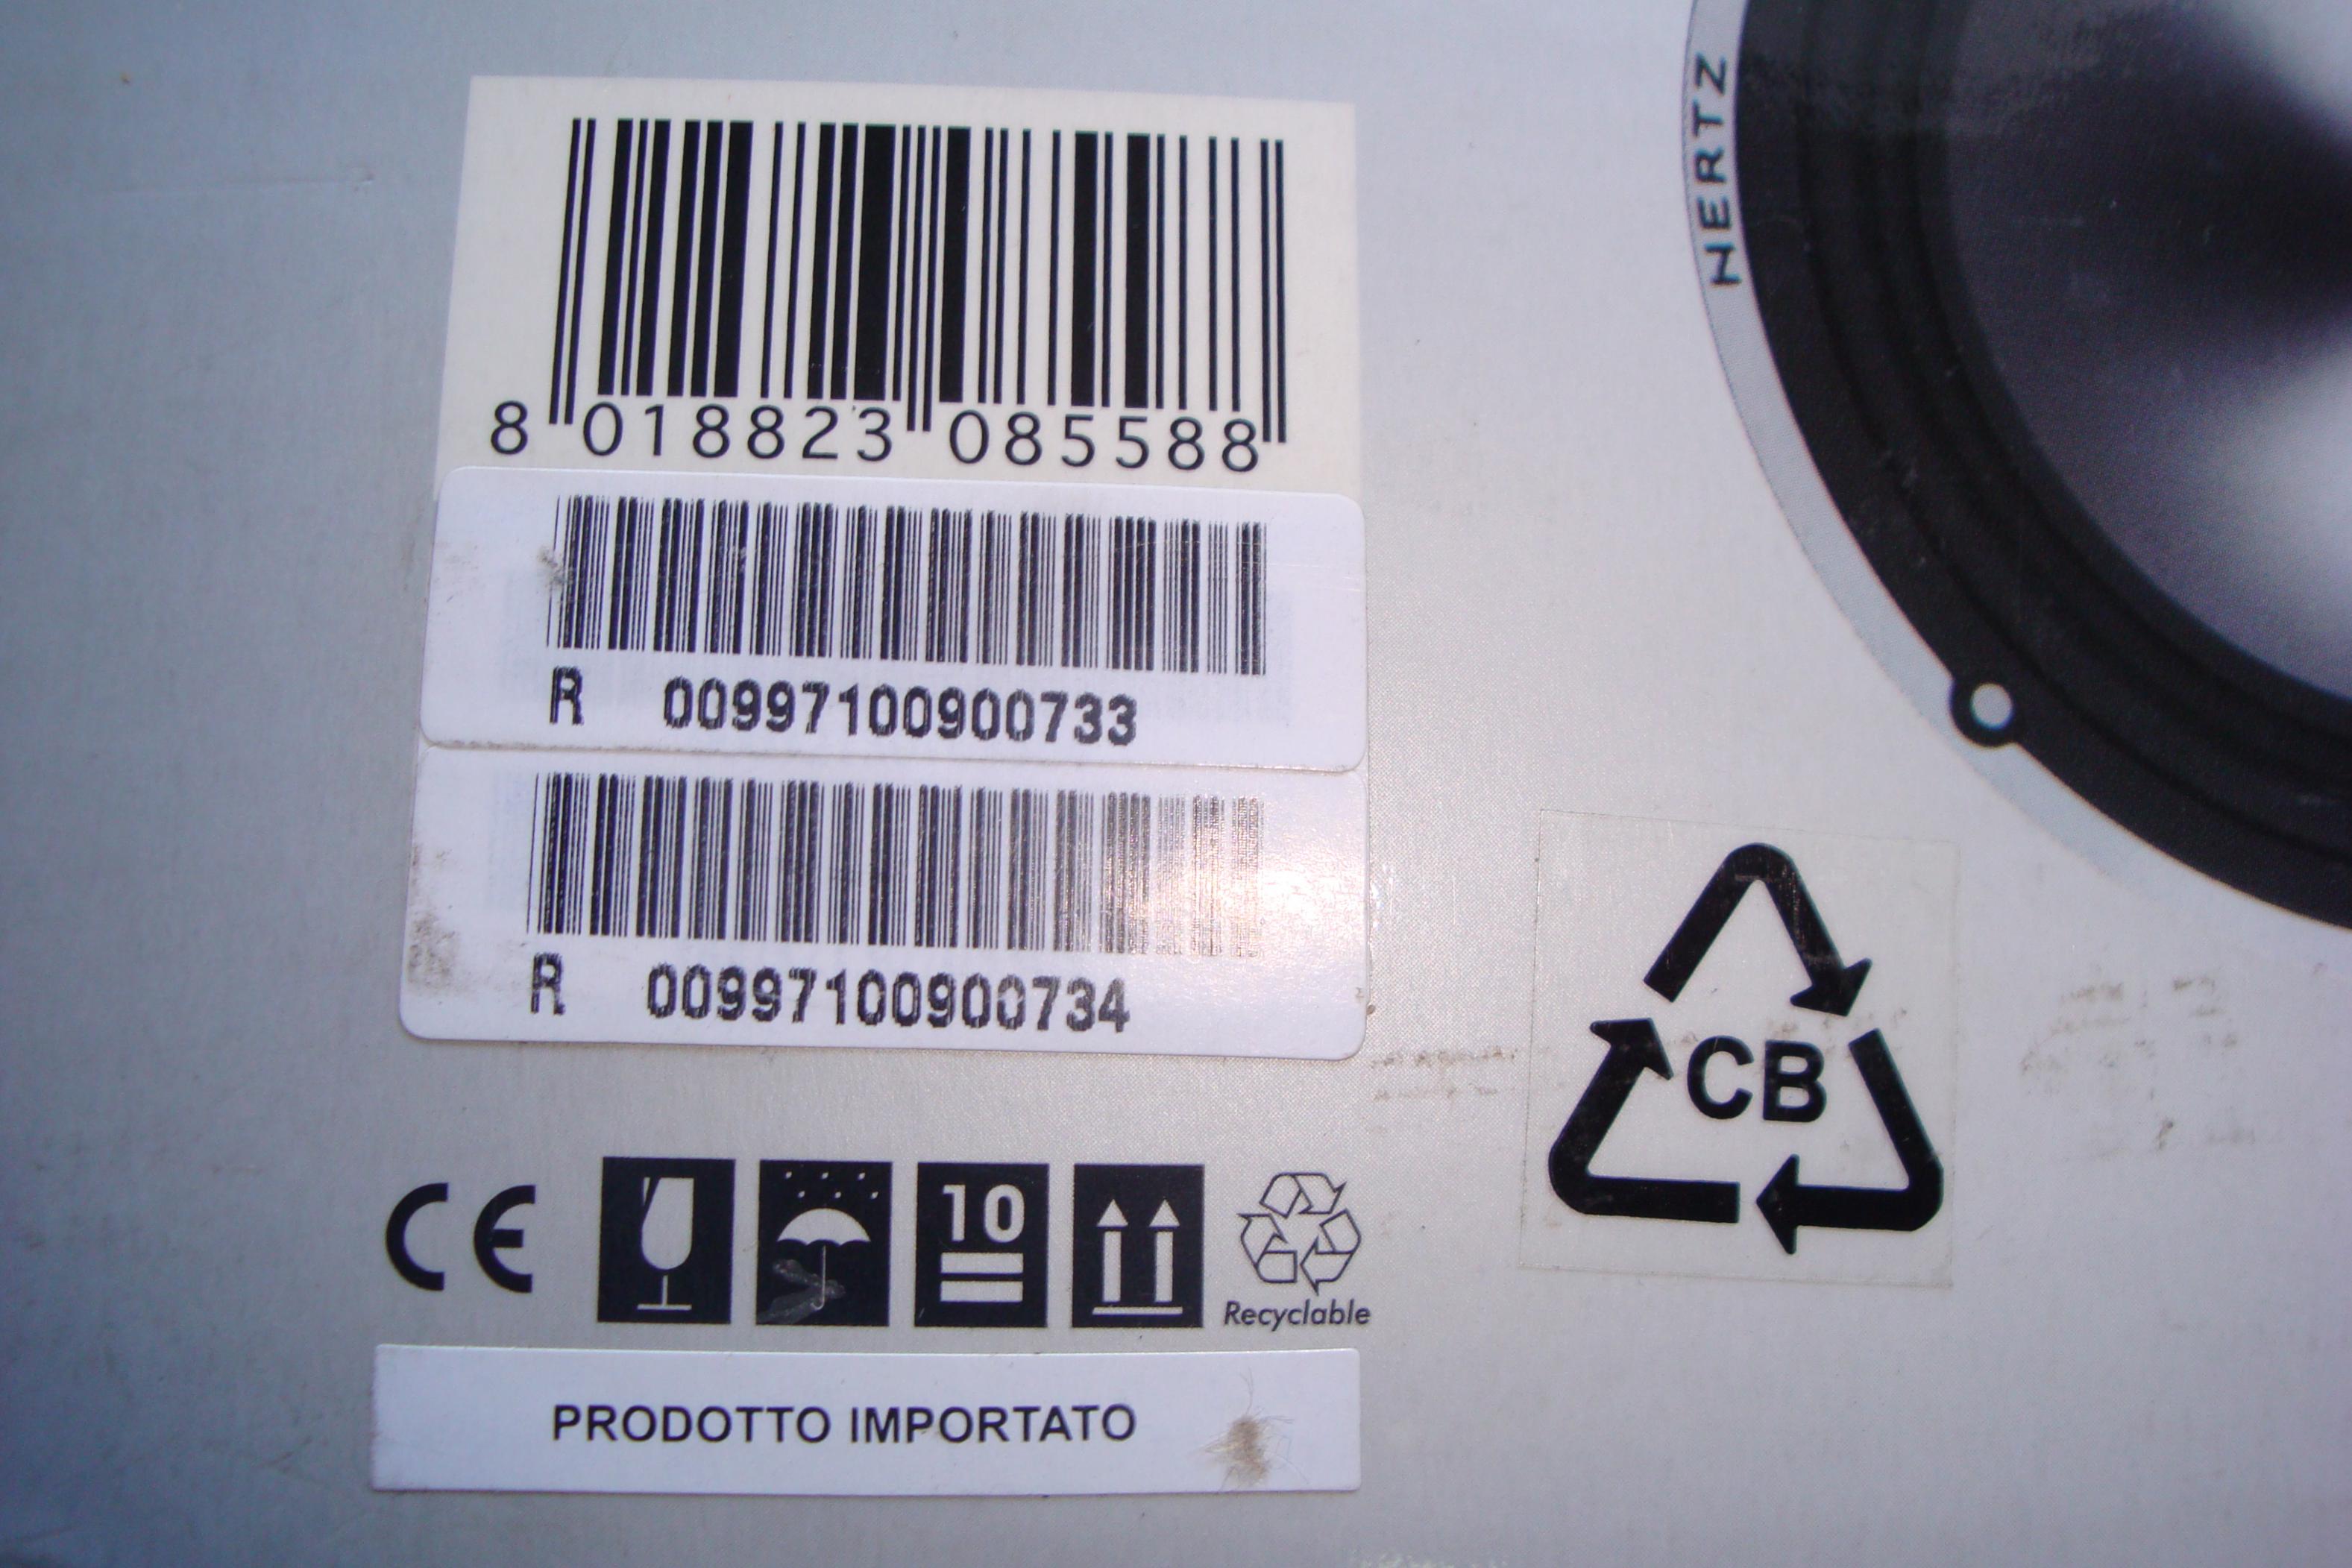 HERTZ
8 018823 085588
R 00997100900733
R 00997100900734
CB
CE
10
Recyclable
PRODOTTO IMPORTATO